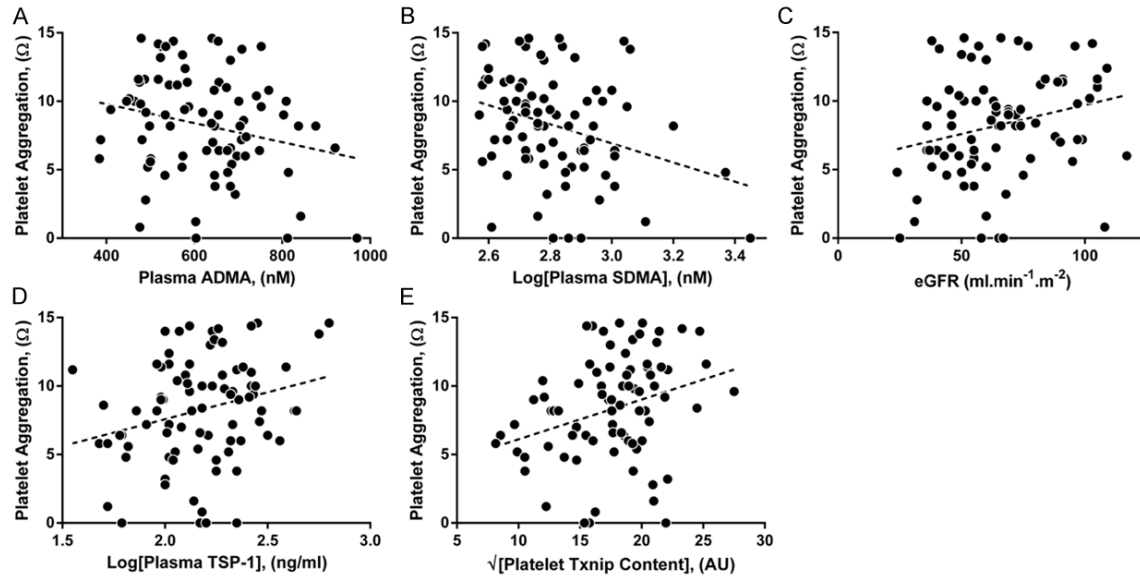 A
B
C
Platelet Aggregation, (Ω)
15
10
5
0
400 600 800 1000
Plasma ADMA, (nM)
Platelet Aggregation, (Ω)
15
10
5
0
2.6 2.8 3.0 3.2 3.4
Log[Plasma SDMA], (nM)
Platelet Aggregation, (Ω)
15
10
5
0
0 50 100
eGFR (ml.min⁻¹.m⁻²)
D
E
Platelet Aggregation, (Ω)
15
10
5
0
1.5 2.0 2.5 3.0
Log[Plasma TSP-1], (ng/ml)
Platelet Aggregation, (Ω)
15
10
5
0
5 10 15 20 25 30
√[Platelet Txnip Content], (AU)